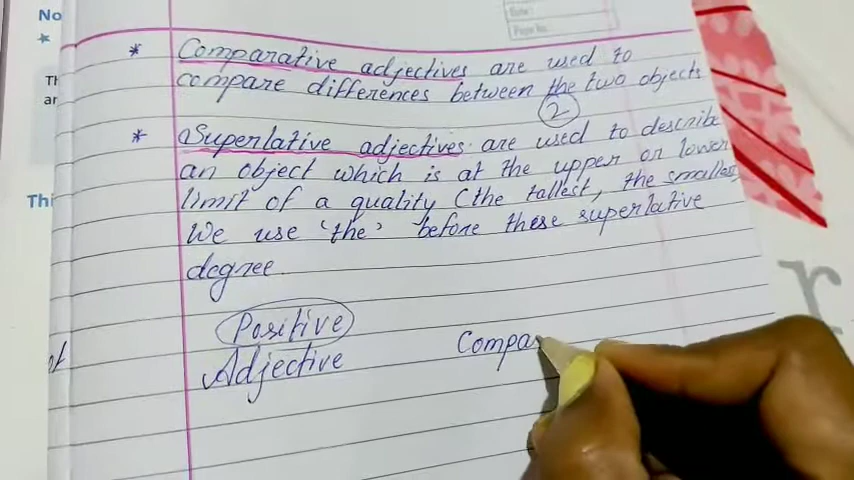 No
* Comparative adjectives are used to
compare differences between the two objects
2
* Superlative adjectives are used to describe
an object which is at the upper or lower
limit of a quality (the tallest, the smallest
We use 'the' before these superlative
degree.
Positive
Adjective
Compa
Thi
r